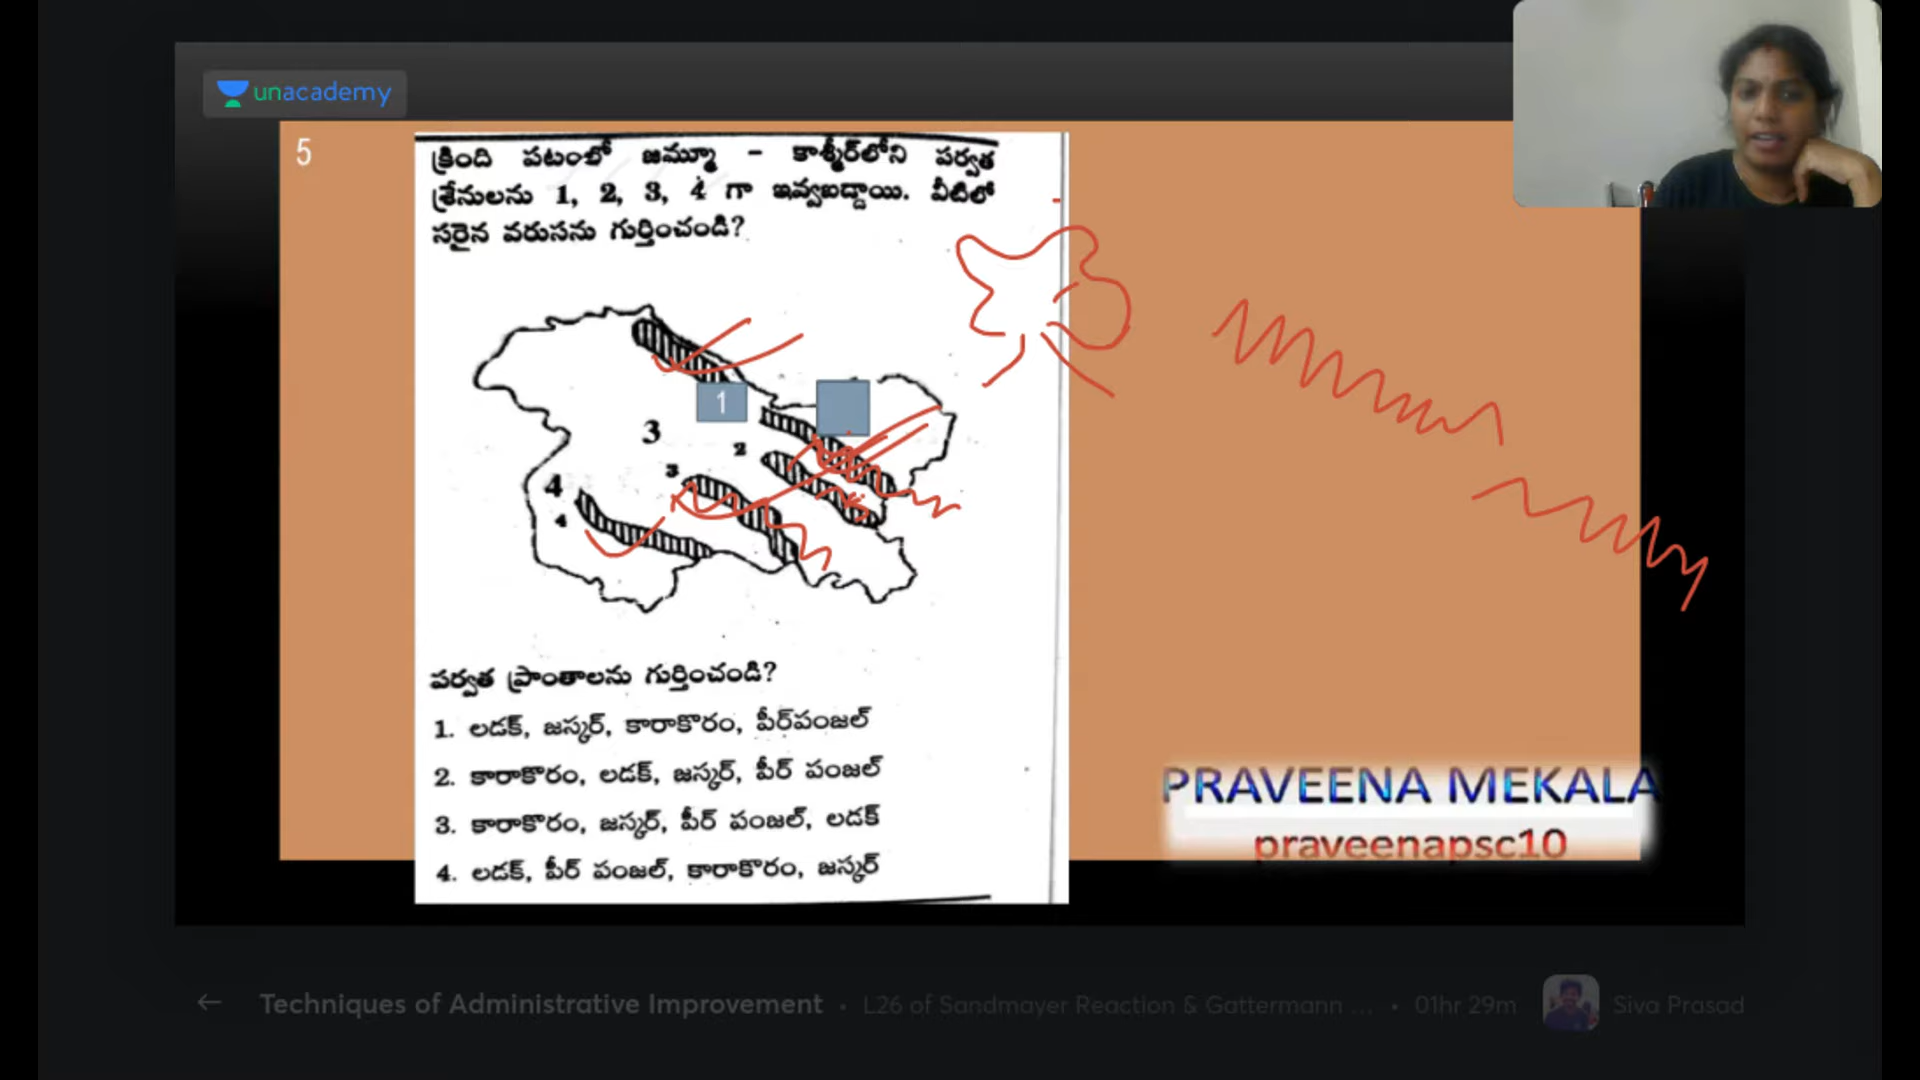 unacademy
5
క్రింది పటంలో జమ్మూ - కాశ్మీర్‌లోని పర్వత
శ్రేనులను 1, 2, 3, 4 గా ఇవ్వబడ్డాయి. వీటిలో
సరైన వరుసను గుర్తించండి?
1
3
2
3
4
4
పర్వత ప్రాంతాలను గుర్తించండి?
1. లడక్, జస్కర్, కారాకొరం, పీర్‌పంజల్
2. కారాకొరం, లడక్, జస్కర్, పీర్ పంజల్
3. కారాకొరం, జస్కర్, పీర్ పంజల్, లడక్
4. లడక్, పీర్ పంజల్, కారాకొరం, జస్కర్
PRAVEENA MEKALA
praveenapsc10
Techniques of Administrative Improvement • L26 of Sandmayer Reaction & Gattermann ... • 01hr 29m Siva Prasad